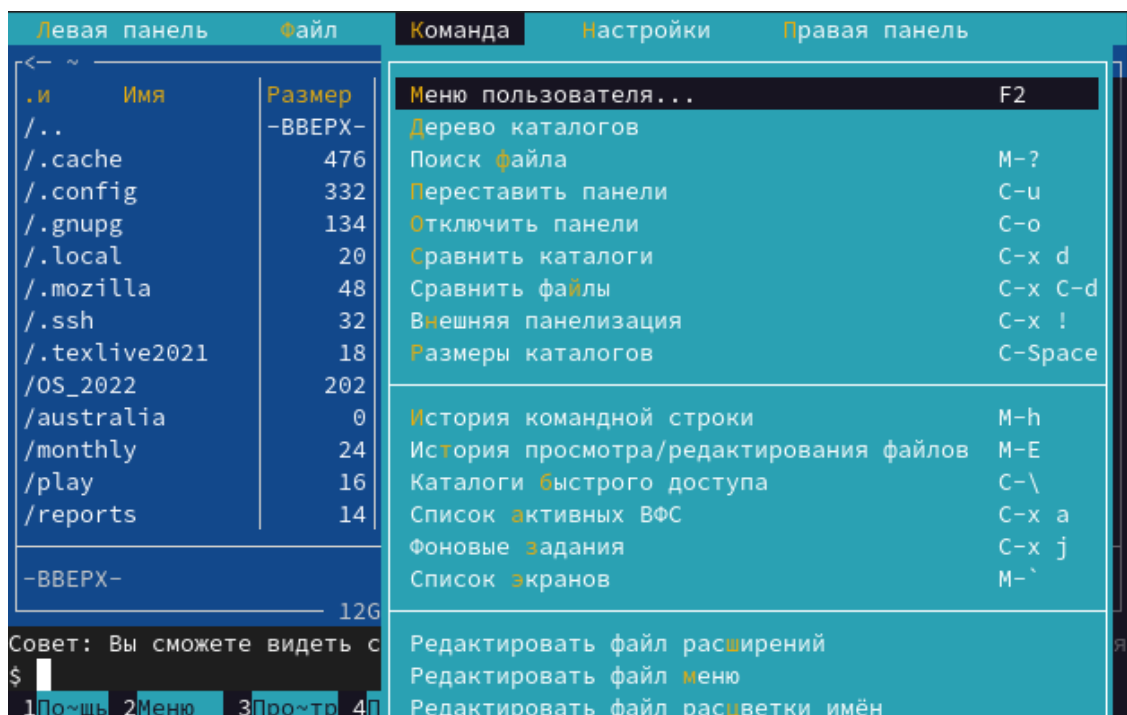 Левая панель Файл Команда Настройки Правая панель
<— ~
.и Имя Размер
/.. -ВВЕРХ-
/.cache 476
/.config 332
/.gnupg 134
/.local 20
/.mozilla 48
/.ssh 32
/.texlive2021 18
/OS_2022 202
/australia 0
/monthly 24
/play 16
/reports 14
-ВВЕРХ-
12G
Меню пользователя... F2
Дерево каталогов
Поиск файла M-?
Переставить панели C-u
Отключить панели C-o
Сравнить каталоги C-x d
Сравнить файлы C-x C-d
Внешняя панелизация C-x !
Размеры каталогов C-Space
История командной строки M-h
История просмотра/редактирования файлов M-E
Каталоги быстрого доступа C-\
Список активных ВФС C-x a
Фоновые задания C-x j
Список экранов M-`
Редактировать файл расширений
Редактировать файл меню
Редактировать файл расцветки имён
Совет: Вы сможете видеть с
$
1По~щь 2Меню 3Про~тр 4П